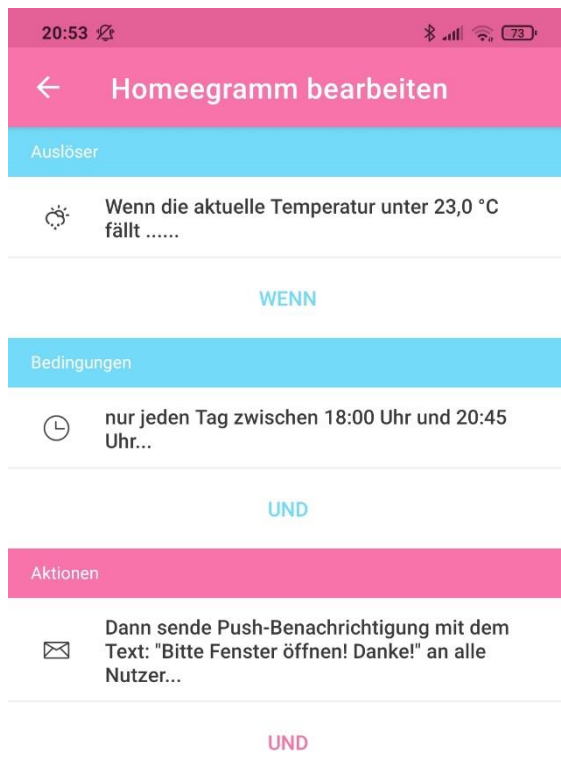 20:53 73
Homeegramm bearbeiten
Auslöser
Wenn die aktuelle Temperatur unter 23,0 °C
fällt ......
WENN
Bedingungen
nur jeden Tag zwischen 18:00 Uhr und 20:45
Uhr...
UND
Aktionen
Dann sende Push-Benachrichtigung mit dem
Text: "Bitte Fenster öffnen! Danke!" an alle
Nutzer...
UND